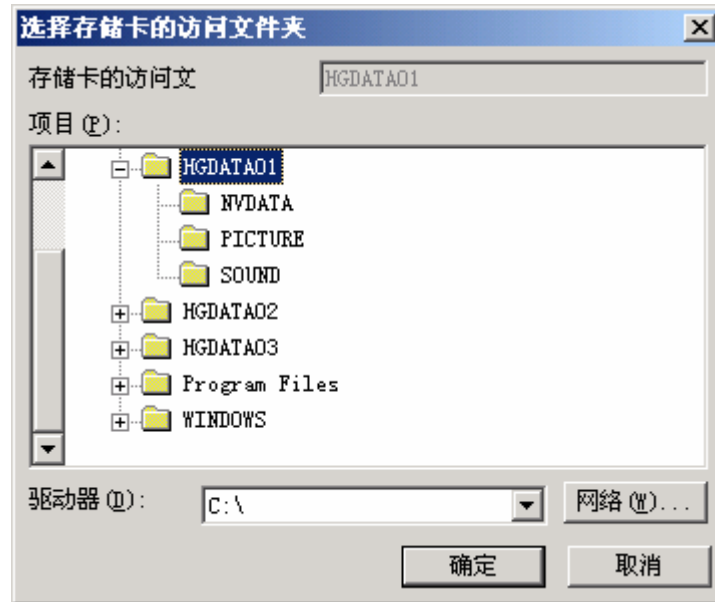 选择存储卡的访问文件夹
存储卡的访问文 HGDATA01
项目(P):
HGDATA01
NVDATA
PICTURE
SOUND
HGDATA02
HGDATA03
Program Files
WINDOWS
驱动器(D): C:\ 网络(W)...
确定 取消